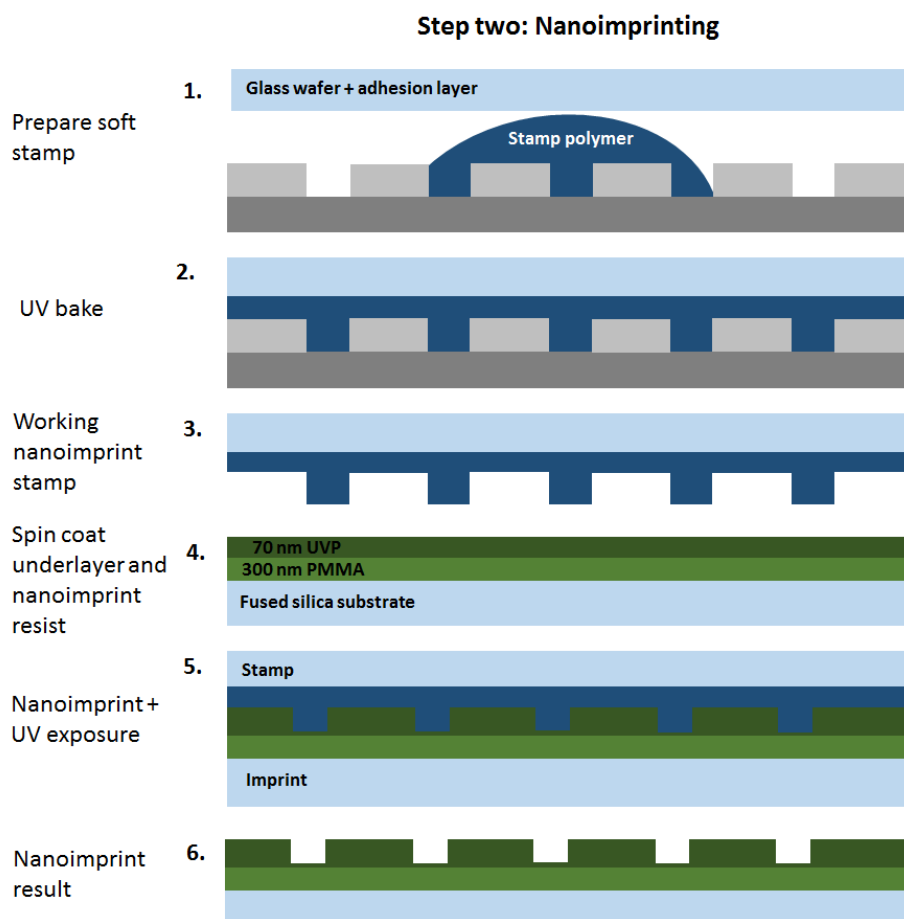 Step two: Nanoimprinting
1.
Glass wafer + adhesion layer
Prepare soft
stamp
Stamp polymer
2.
UV bake
Working
nanoimprint
stamp
3.
Spin coat
underlayer and
nanoimprint
resist
4.
70 nm UVP
300 nm PMMA
Fused silica substrate
5.
Stamp
Nanoimprint +
UV exposure
Imprint
6.
Nanoimprint
result